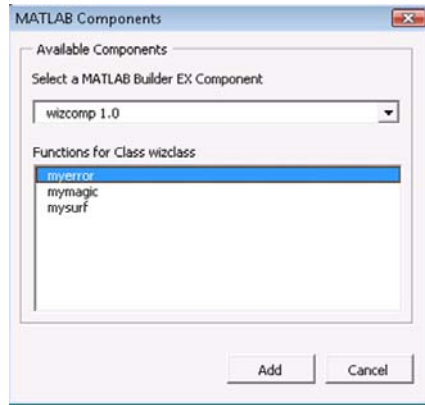 MATLAB Components
Available Components
Select a MATLAB Builder EX Component
wizcomp 1.0
Functions for Class wizclass
myerror
mymagic
mysurf
Add Cancel